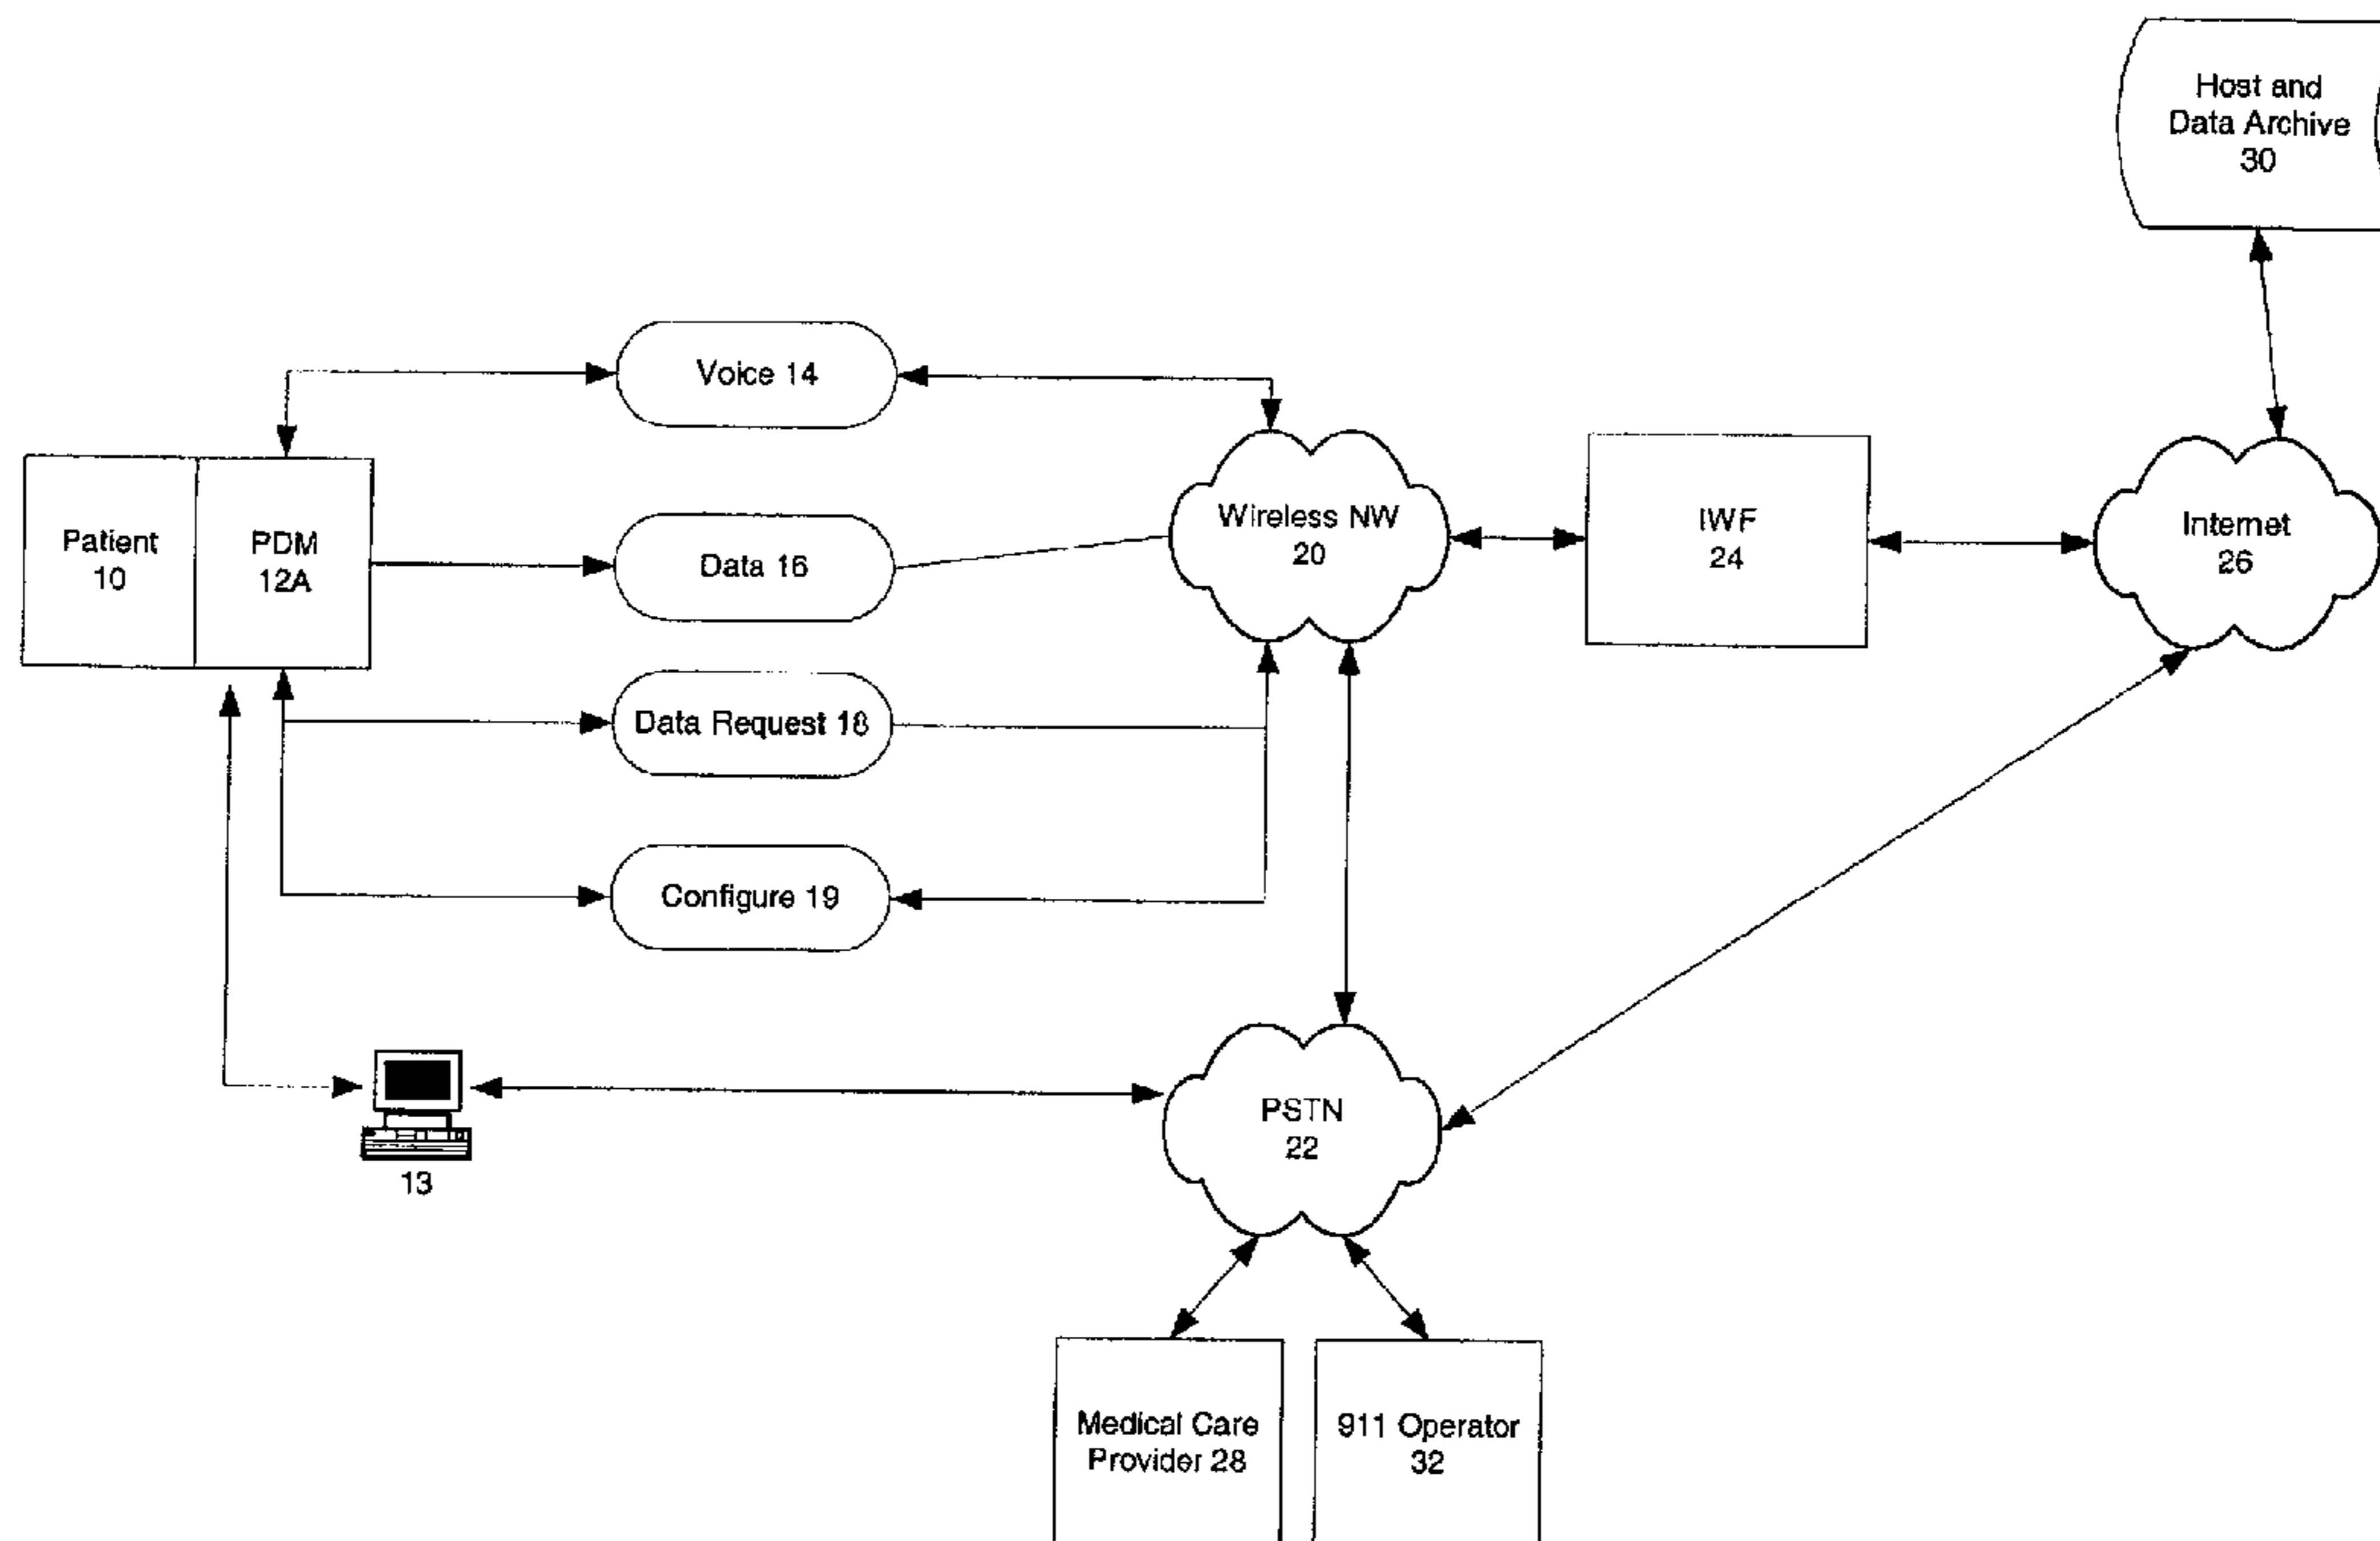 Host and
Data Archive
30
Voice 14
Patient
10
PDM
12A
Data 16
Wireless NW
20
IWF
24
Internet
26
Data Request 18
Configure 19
13
PSTN
22
Medical Care
Provider 28
911 Operator
32